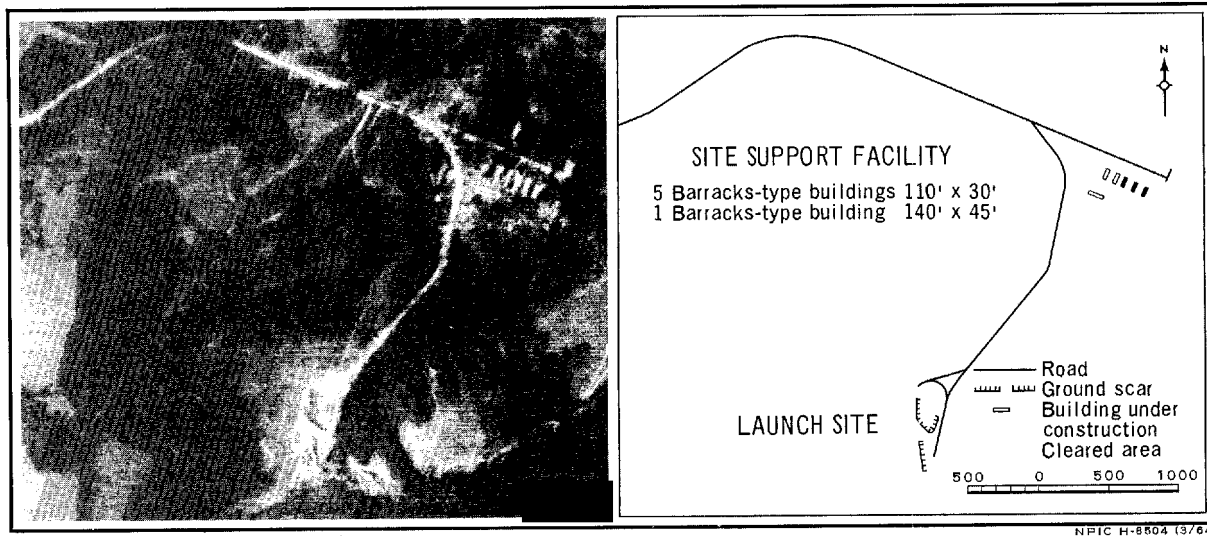 N
SITE SUPPORT FACILITY
5 Barracks-type buildings 110' x 30'
1 Barracks-type building 140' x 45'
Road
Ground scar
Building under
construction
Cleared area
LAUNCH SITE
500 0 500 1000
NPIC H-8504 (3/64